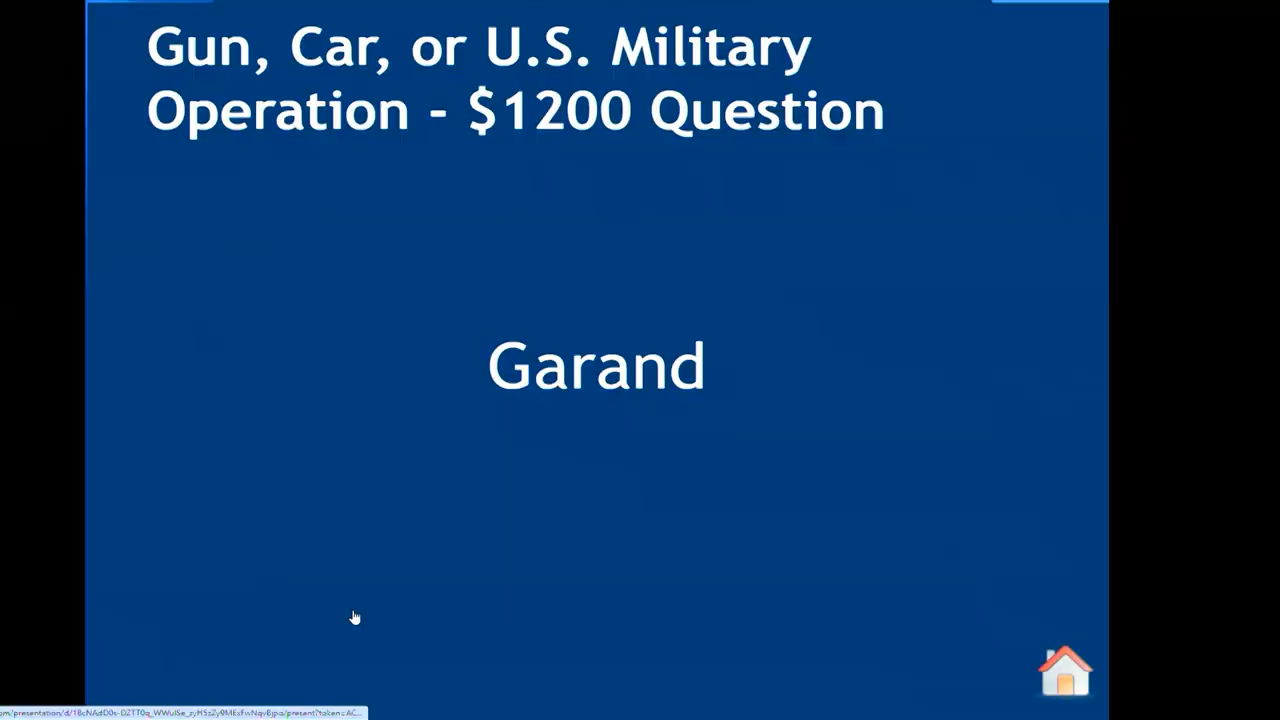 Gun, Car, or U.S. Military
Operation - $1200 Question
Garand